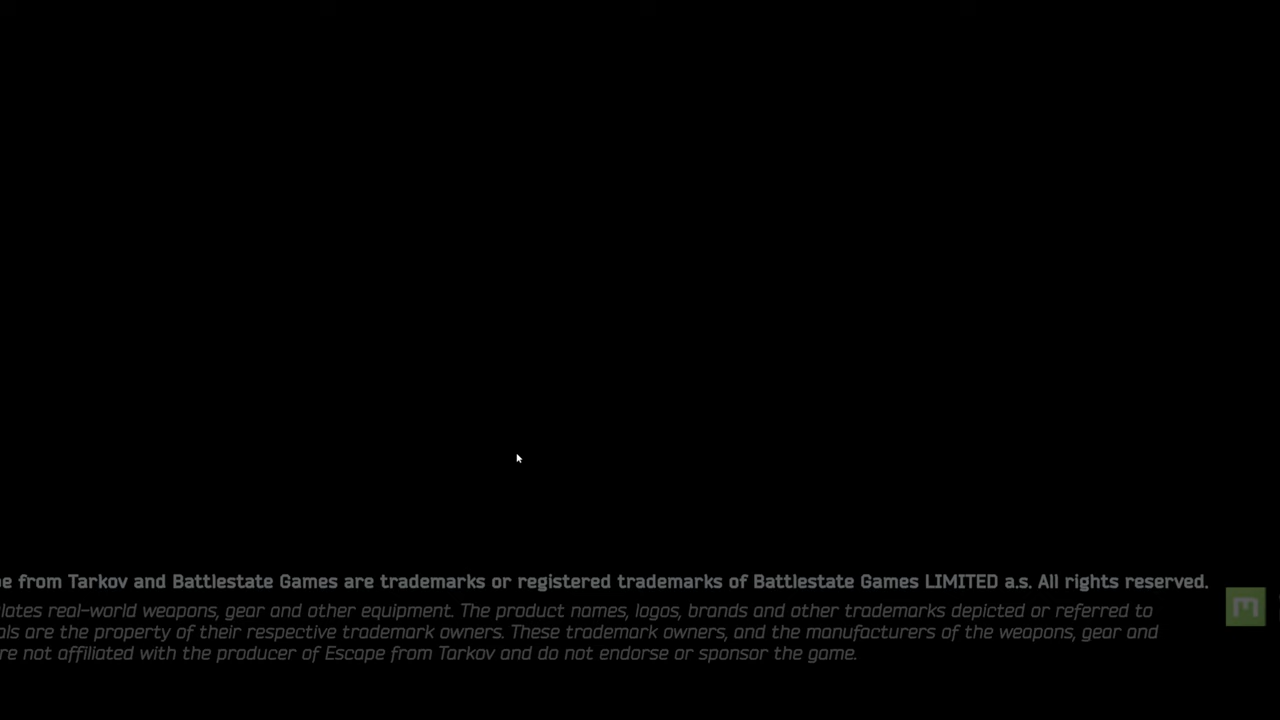 from Tarkov and Battlestate Games are trademarks or registered trademarks of Battlestate Games LIMITED a.s. All rights reserved.
real-world weapons, gear and other equipment. The product names, logos, brands and other trademarks depicted or referred to
are the property of their respective trademark owners. These trademark owners, and the manufacturers of the weapons, gear and
not affiliated with the producer of Escape from Tarkov and do not endorse or sponsor the game.
m